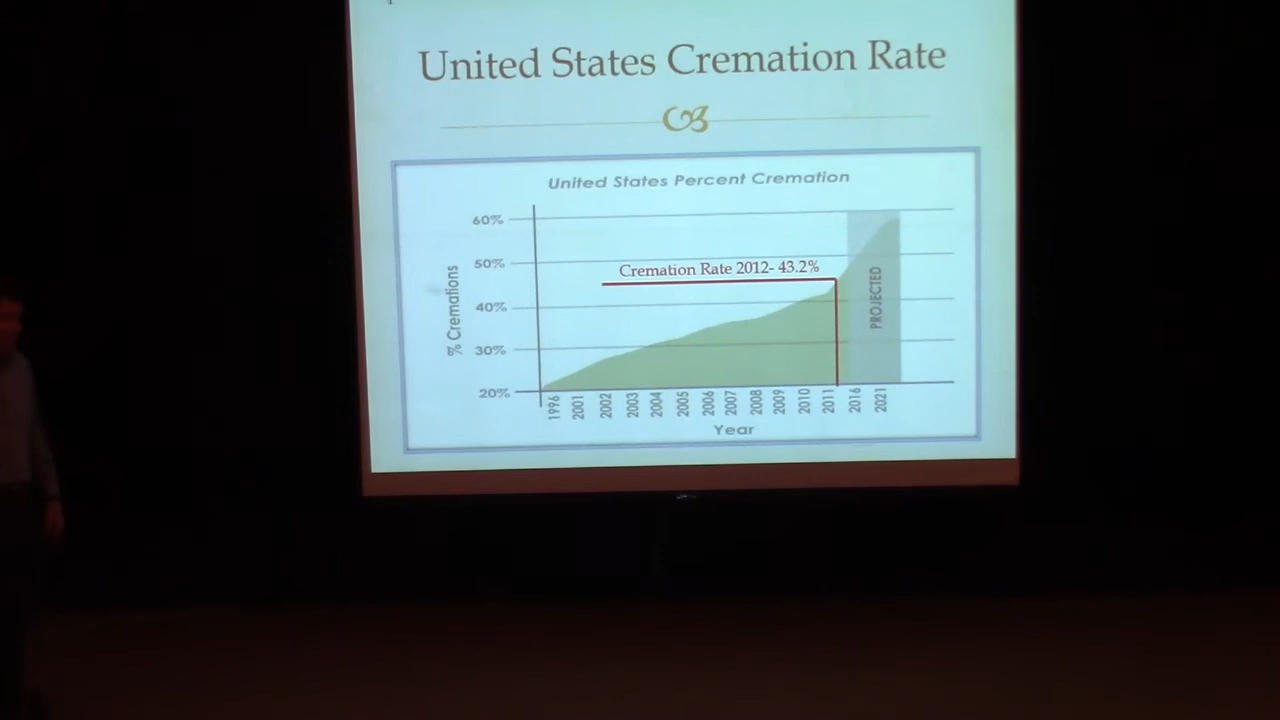 United States Cremation Rate
United States Percent Cremation
60%
50%
40%
30%
20%
% Cremations
Cremation Rate 2012- 43.2%
PROJECTED
1996 2001 2002 2003 2004 2005 2006 2007 2008 2009 2010 2011 2016 2021
Year